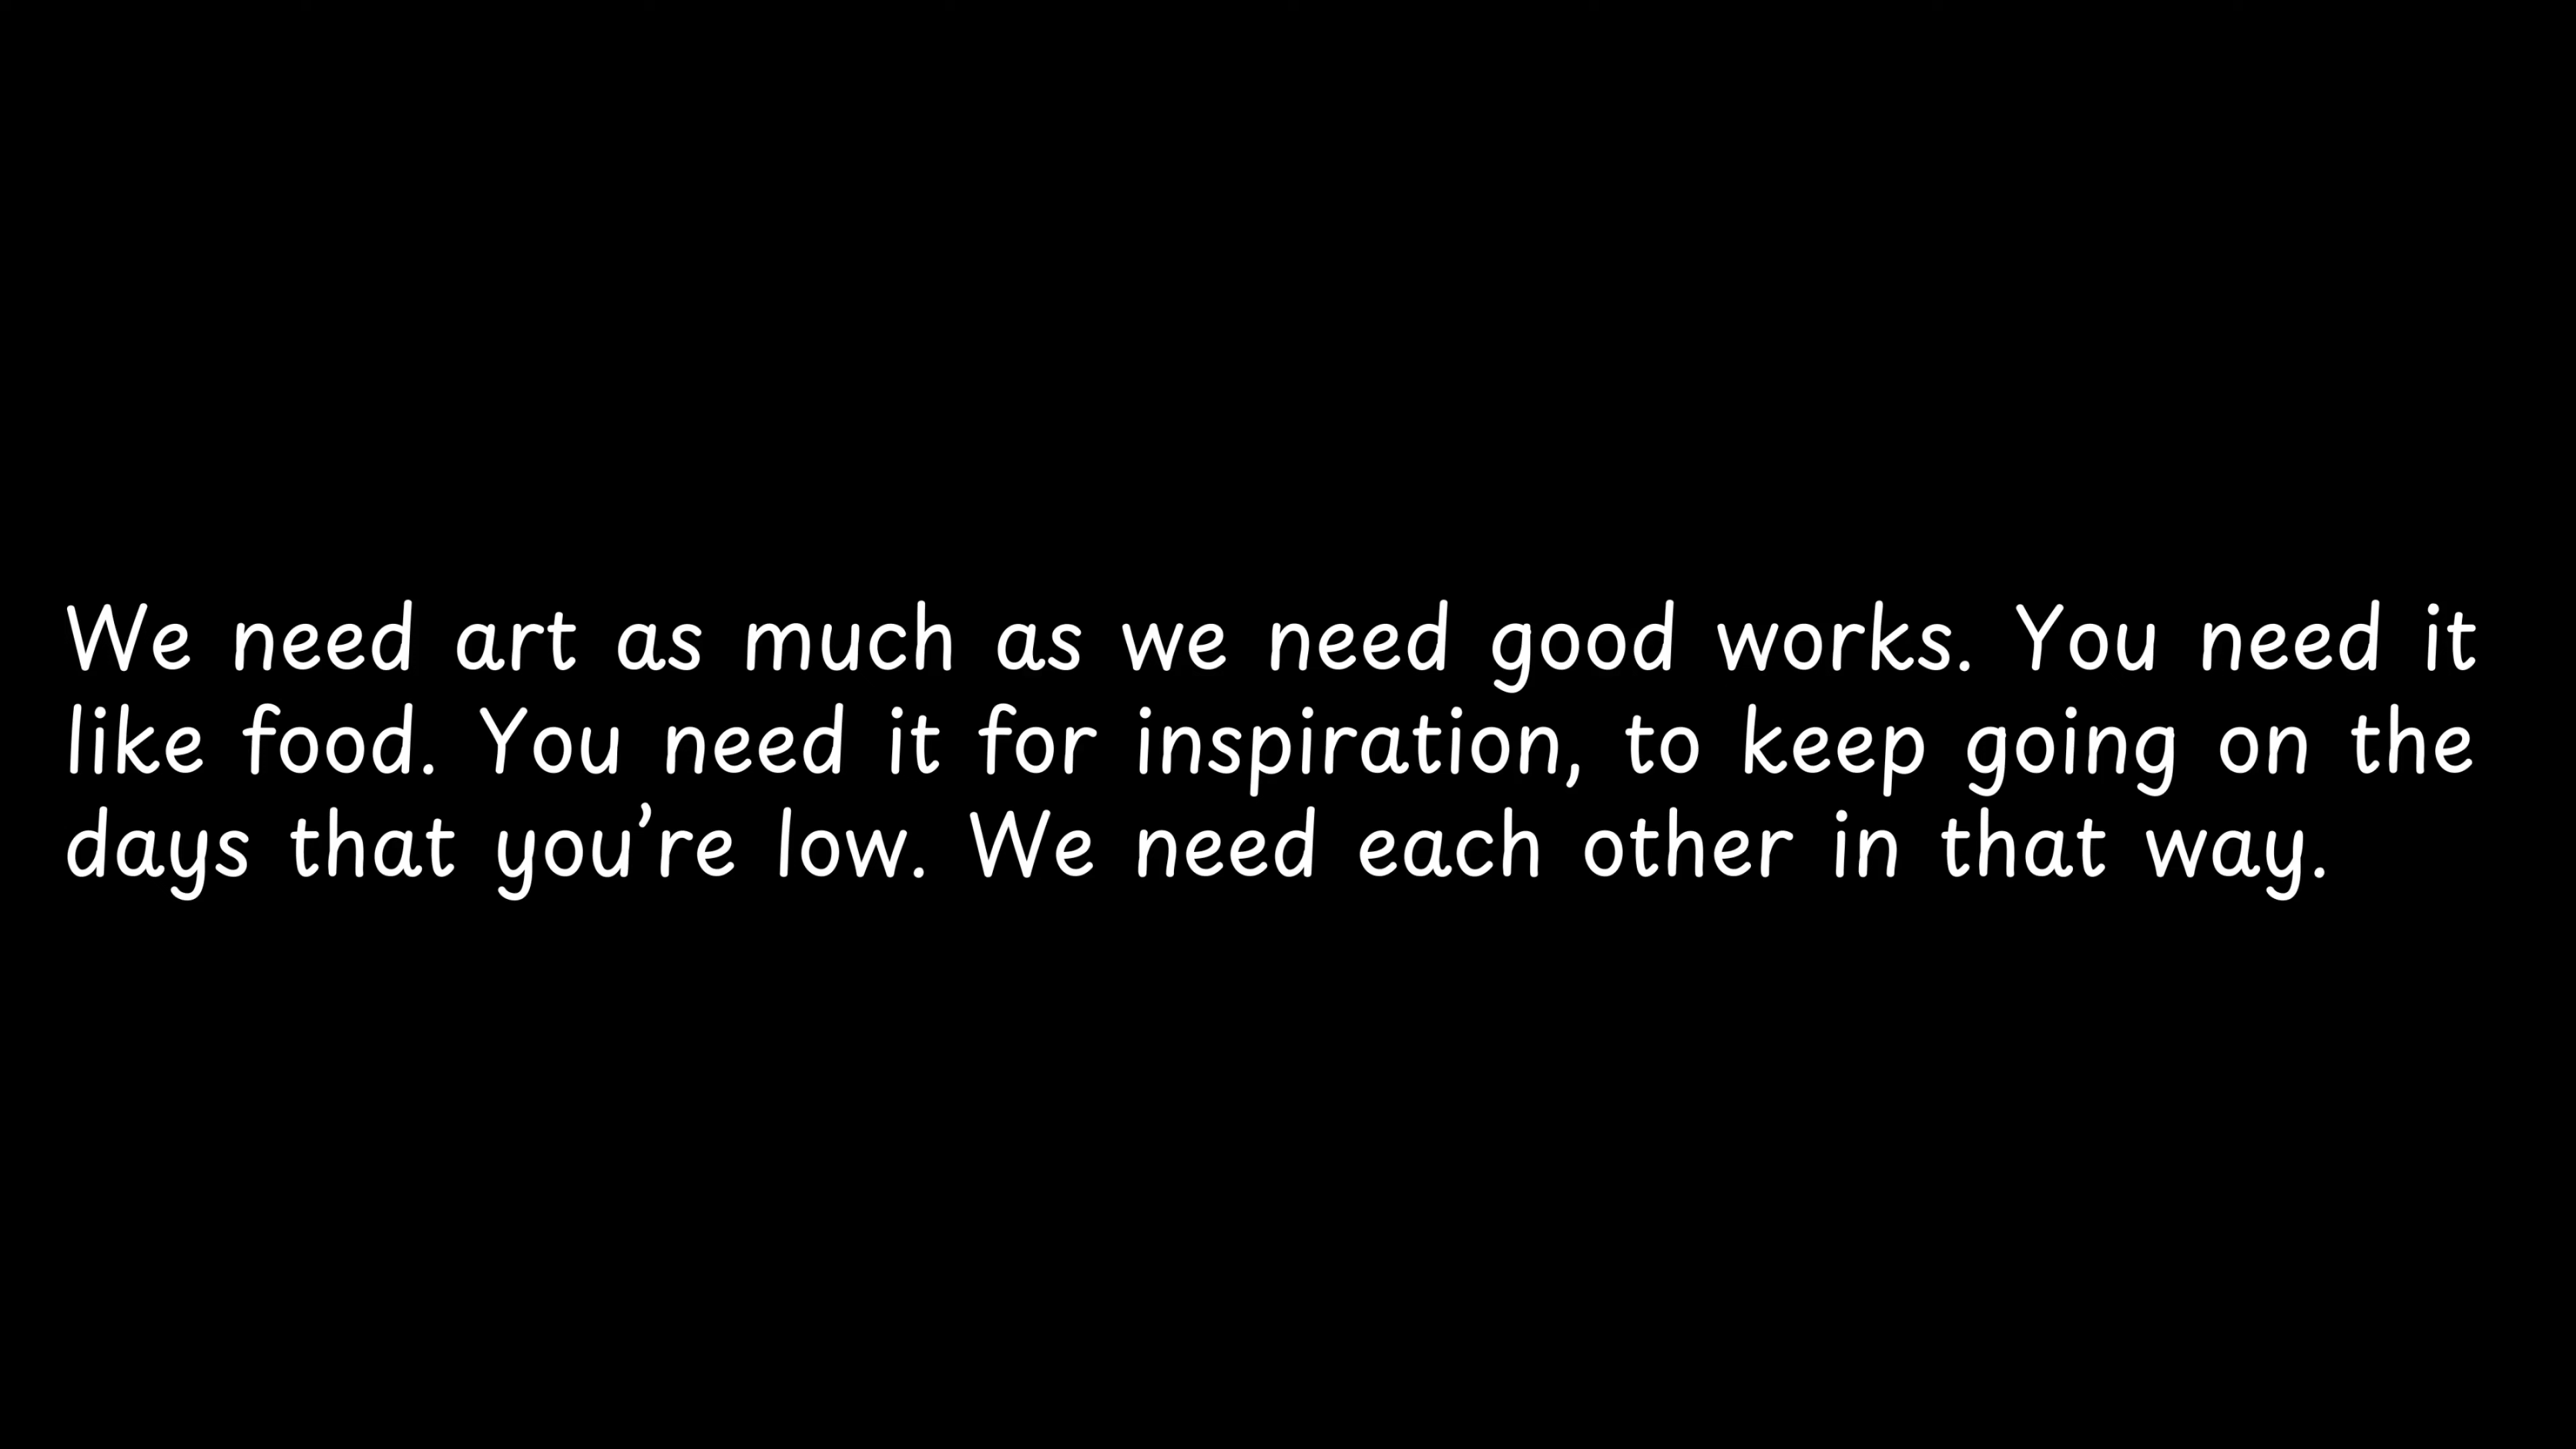 We need art as much as we need good works. You need it
like food. You need it for inspiration, to keep going on the
days that you’re low. We need each other in that way.